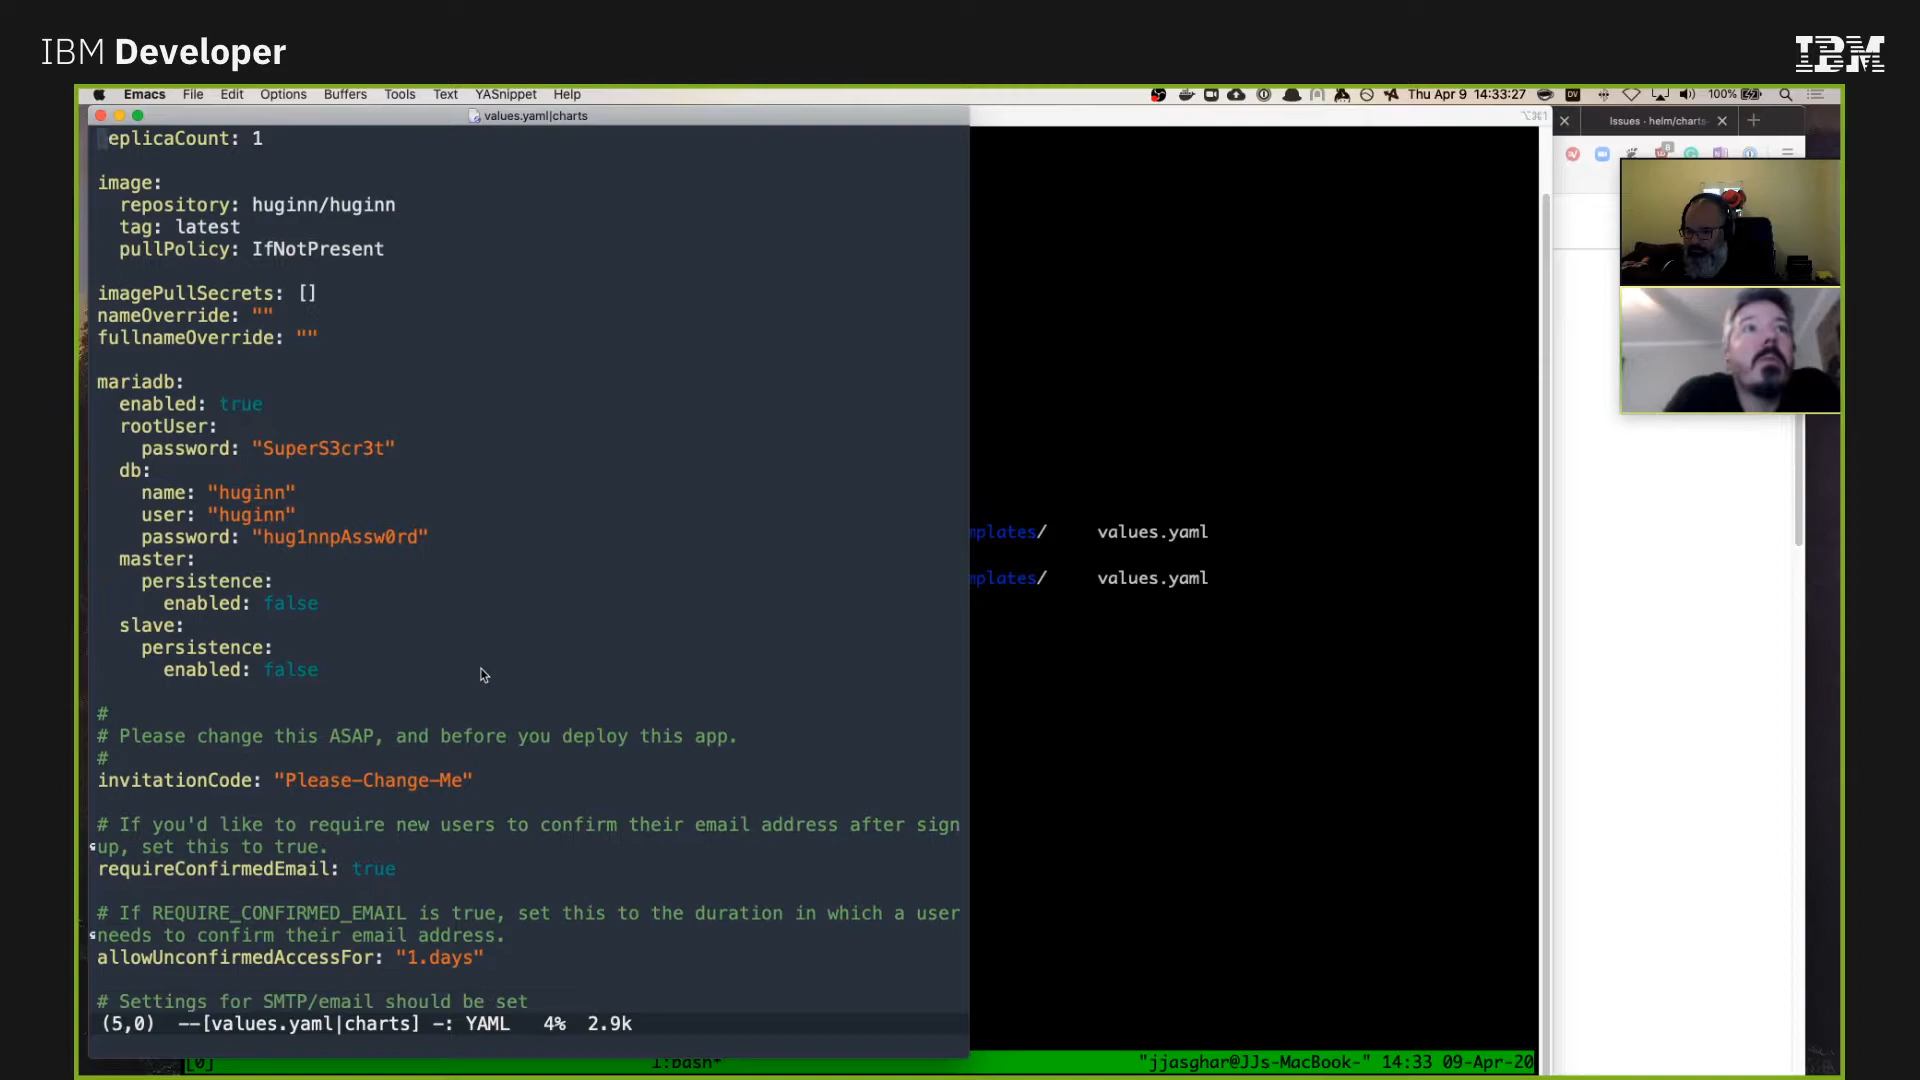 IBM Developer
IBM
Emacs File Edit Options Buffers Tools Text YASnippet Help
Thu Apr 9 14:33:27
100%
values.yaml|charts
⌥⌘1
Issues · helm/charts
eplicaCount: 1
image:
repository: huginn/huginn
tag: latest
pullPolicy: IfNotPresent
imagePullSecrets: []
nameOverride: ""
fullnameOverride: ""
mariadb:
enabled: true
rootUser:
password: "SuperS3cr3t"
db:
name: "huginn"
user: "huginn"
password: "hug1nnpAssw0rd"
master:
persistence:
enabled: false
slave:
persistence:
enabled: false
#
# Please change this ASAP, and before you deploy this app.
#
invitationCode: "Please-Change-Me"
# If you'd like to require new users to confirm their email address after sign
up, set this to true.
requireConfirmedEmail: true
# If REQUIRE_CONFIRMED_EMAIL is true, set this to the duration in which a user
needs to confirm their email address.
allowUnconfirmedAccessFor: "1.days"
# Settings for SMTP/email should be set
(5,0) --[values.yaml|charts] -: YAML 4% 2.9k
mplates/ values.yaml
mplates/ values.yaml
[0] 1:bash* "jjasghar@JJs-MacBook-" 14:33 09-Apr-20